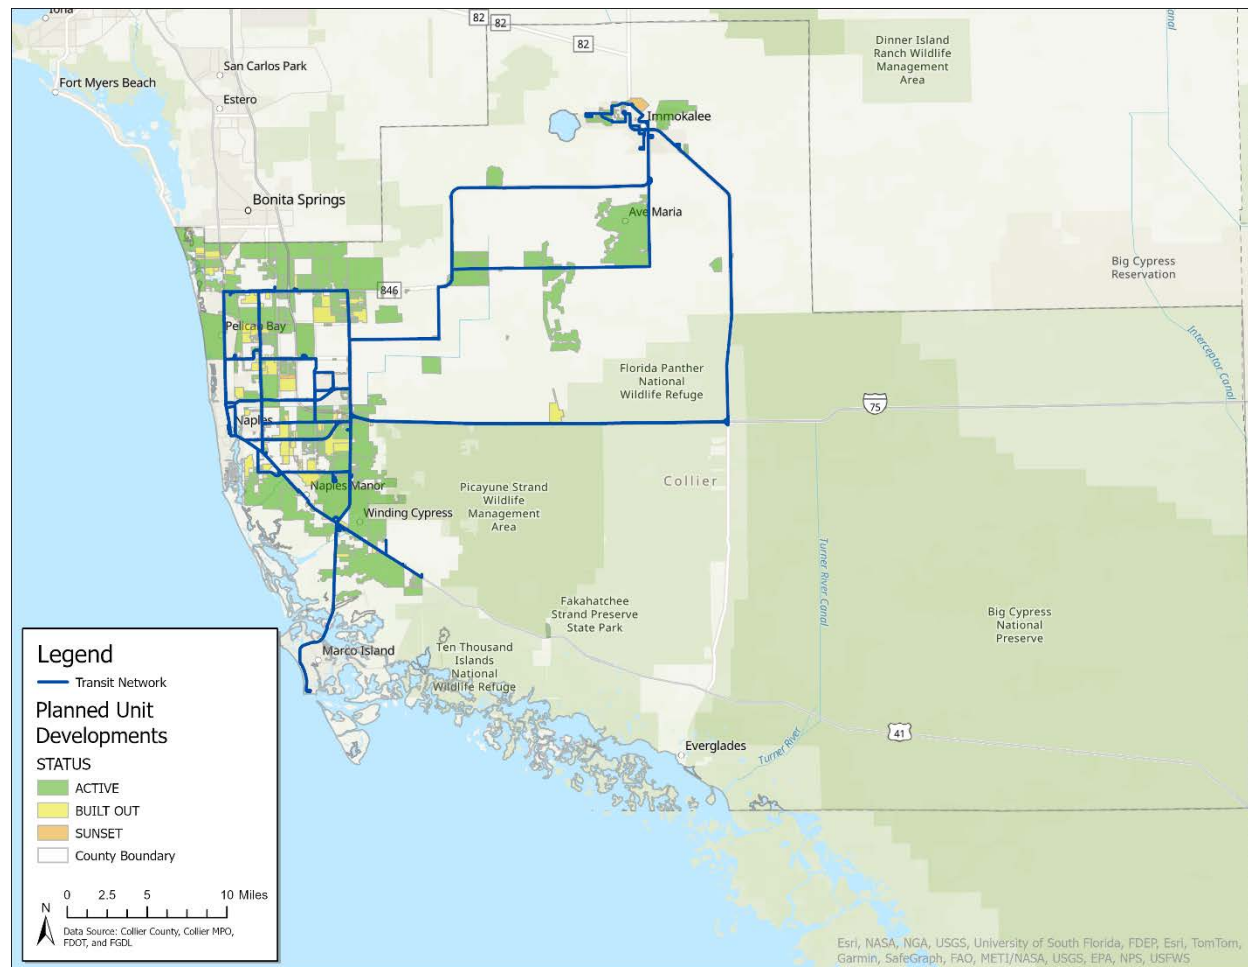 Iona
82
82
82
Dinner Island
Ranch Wildlife
Management
Area
San Carlos Park
Fort Myers Beach
Estero
Immokalee
Bonita Springs
Ave Maria
Big Cypress
Reservation
846
Pelican Bay
Interceptor Canal
Florida Panther
National
Wildlife Refuge
75
Naples
Collier
Naples Manor
Picayune Strand
Wildlife
Management
Area
Winding Cypress
Turner River Canal
Fakahatchee
Strand Preserve
State Park
Big Cypress
National
Preserve
Marco Island
Ten Thousand
Islands
National
Wildlife Refuge
41
Everglades
Turner River
Legend
Transit Network
Planned Unit
Developments
STATUS
ACTIVE
BUILT OUT
SUNSET
County Boundary
0 2.5 5 10 Miles
N
Data Source: Collier County, Collier MPO,
FDOT, and FGDL
Esri, NASA, NGA, USGS, University of South Florida, FDEP, Esri, TomTom,
Garmin, SafeGraph, FAO, METI/NASA, USGS, EPA, NPS, USFWS